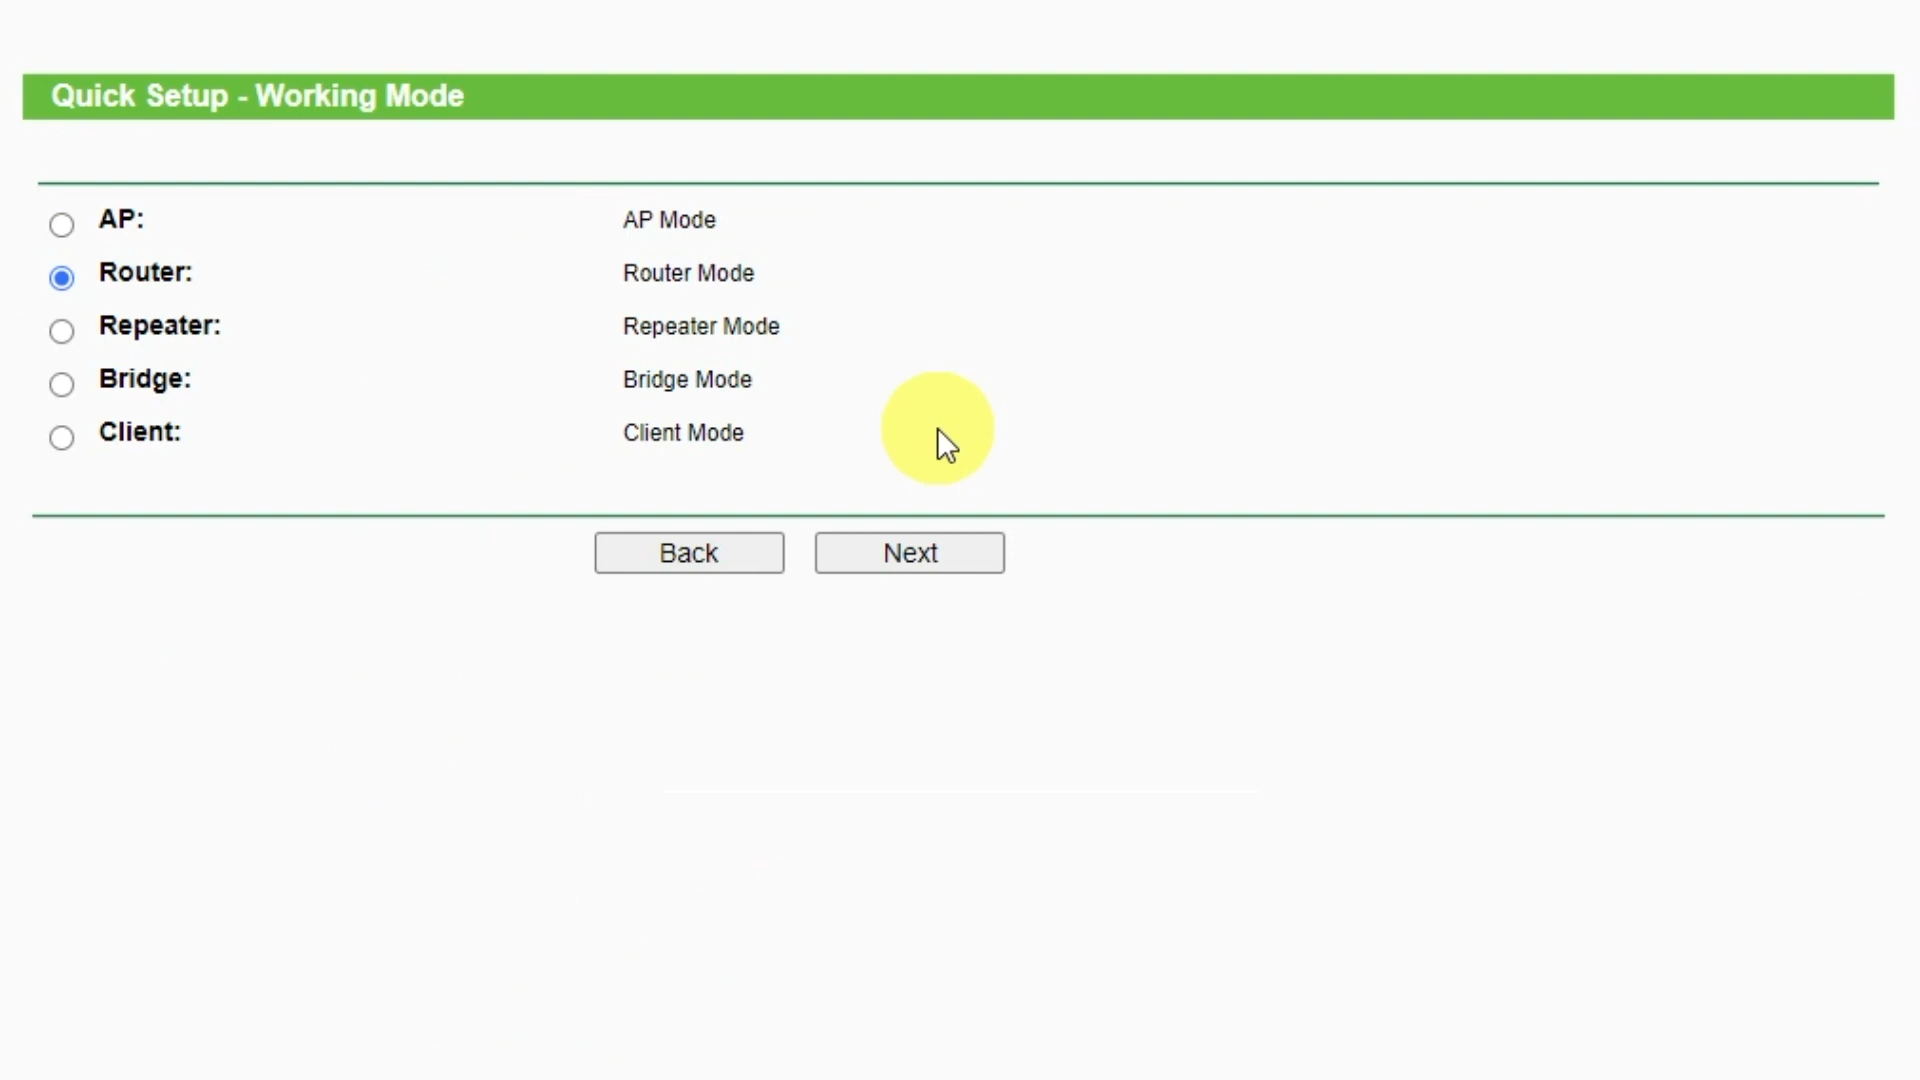 Quick Setup - Working Mode
AP: AP Mode
Router: Router Mode
Repeater: Repeater Mode
Bridge: Bridge Mode
Client: Client Mode
Back Next